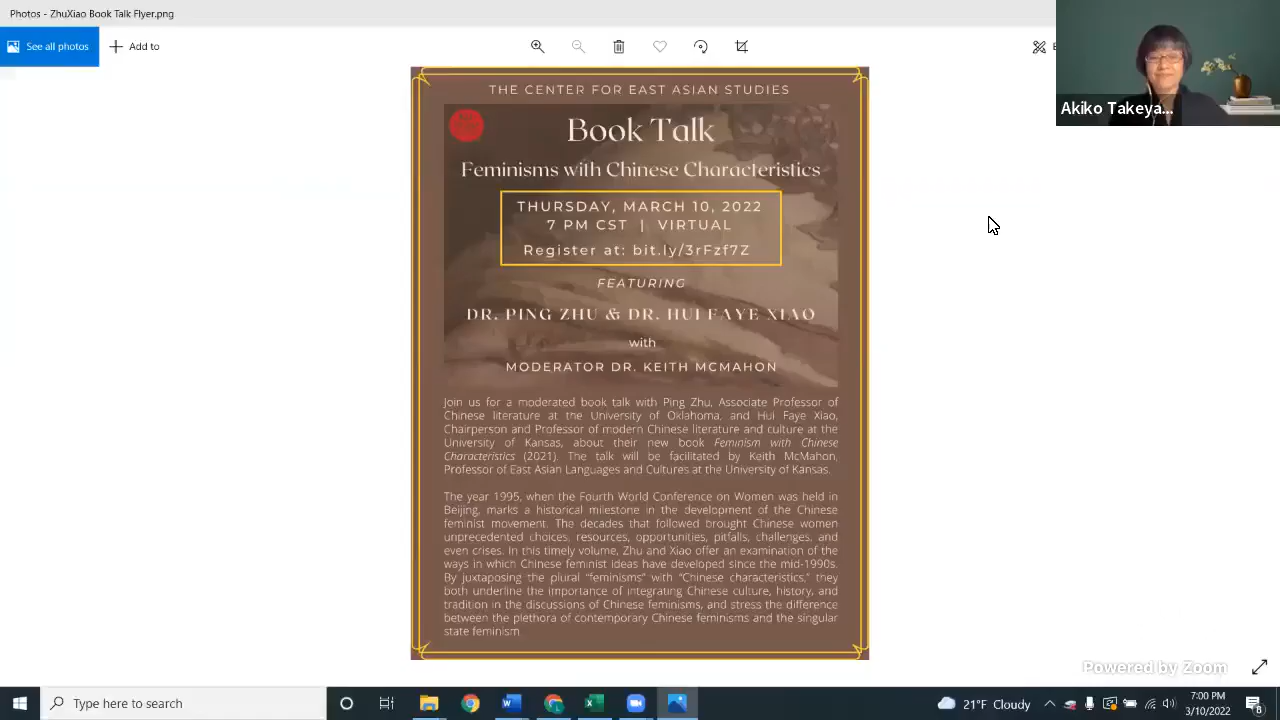 Photos - ZhuXiao Book Talk Flyer.png
See all photos
Add to
THE CENTER FOR EAST ASIAN STUDIES
Book Talk
Feminisms with Chinese Characteristics
THURSDAY, MARCH 10, 2022
7 PM CST | VIRTUAL
Register at: bit.ly/3rFzf7Z
FEATURING
DR. PING ZHU & DR. HUI FAYE XIAO
with
MODERATOR DR. KEITH MCMAHON
Join us for a moderated book talk with Ping Zhu, Associate Professor of
Chinese literature at the University of Oklahoma, and Hui Faye Xiao,
Chairperson and Professor of modern Chinese literature and culture at the
University of Kansas, about their new book Feminism with Chinese
Characteristics (2021). The talk will be facilitated by Keith McMahon,
Professor of East Asian Languages and Cultures at the University of Kansas.
The year 1995, when the Fourth World Conference on Women was held in
Beijing, marks a historical milestone in the development of the Chinese
feminist movement. The decades that followed brought Chinese women
unprecedented choices, resources, opportunities, pitfalls, challenges, and
even crises. In this timely volume, Zhu and Xiao offer an examination of the
ways in which Chinese feminist ideas have developed since the mid-1990s.
By juxtaposing the plural “feminisms” with “Chinese characteristics,” they
both underline the importance of integrating Chinese culture, history, and
tradition in the discussions of Chinese feminisms, and stress the difference
between the plethora of contemporary Chinese feminisms and the singular
state feminism.
Akiko Takeya...
Powered by Zoom
Type here to search
21°F Cloudy
7:00 PM
3/10/2022